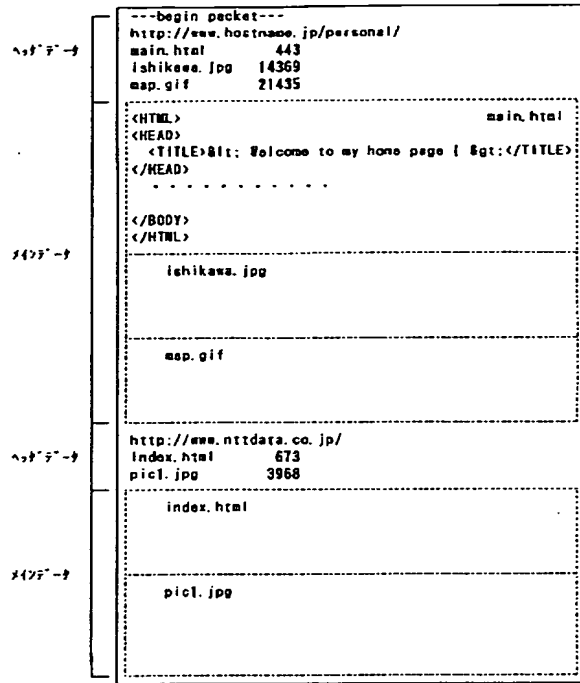 ---begin packet---
http://www.hostname.jp/personal/
main.html 443
ishikawa.jpg 14369
map.gif 21435
ﾍｯﾀﾞﾃﾞｰﾀ
<HTML> main.html
<HEAD>
<TITLE>&lt; Welcome to my home page ! &gt;</TITLE>
</HEAD>
. . . . . . . . . . .
</BODY>
</HTML>
ﾒｲﾝﾃﾞｰﾀ
ishikawa.jpg
map.gif
http://www.nttdata.co.jp/
index.html 673
pic1.jpg 3968
ﾍｯﾀﾞﾃﾞｰﾀ
index.html
ﾒｲﾝﾃﾞｰﾀ
pic1.jpg